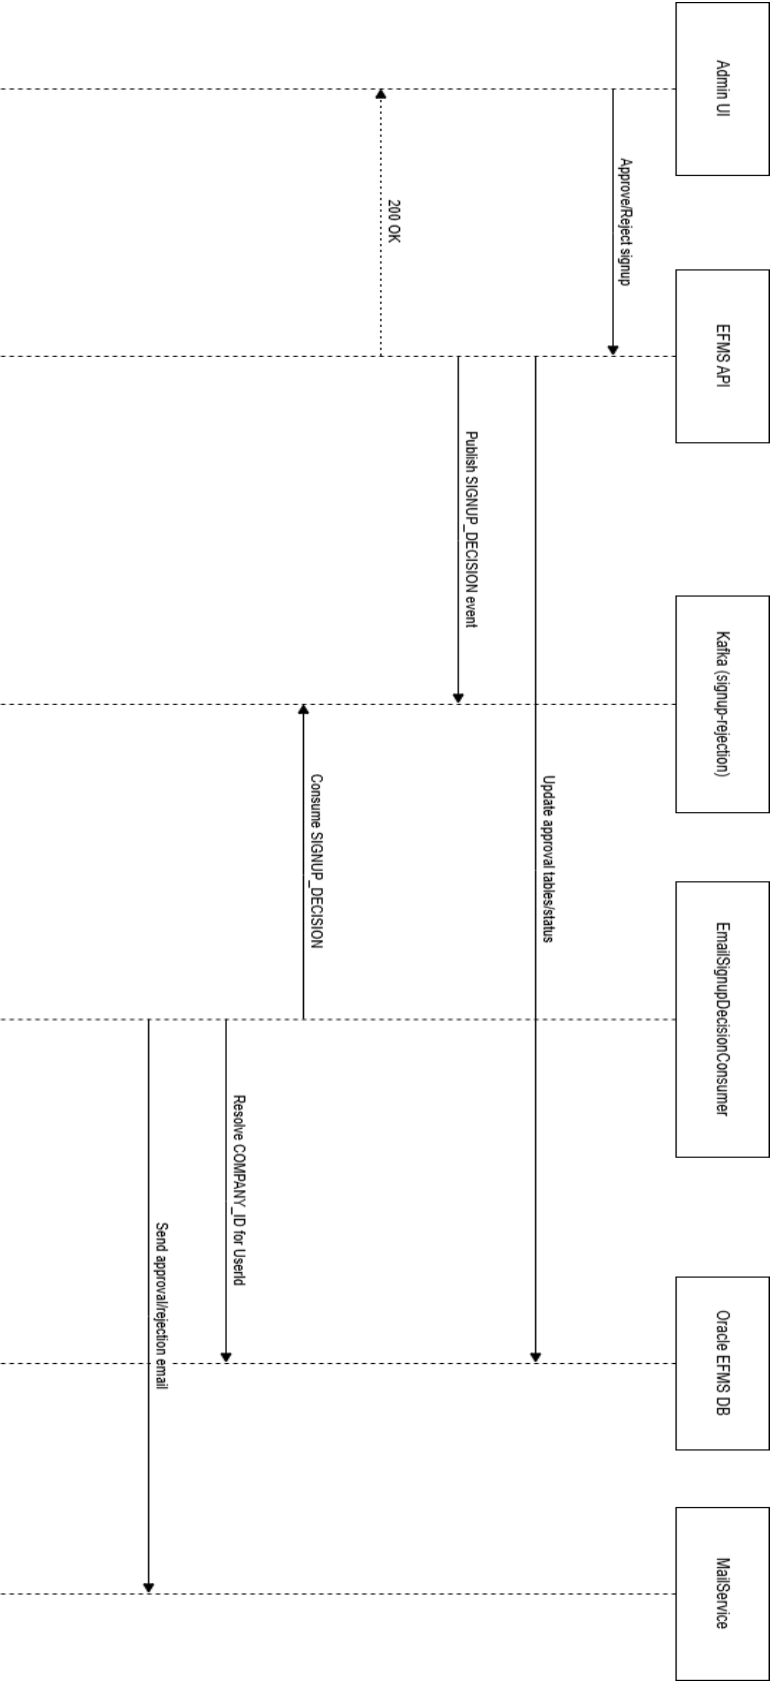 Admin UI
EFMS API
Kafka (signup-rejection)
EmailSignupDecisionConsumer
Oracle EFMS DB
MailService
Approve/Reject signup
Update approval tables/status
Publish SIGNUP_DECISION event
200 OK
Consume SIGNUP_DECISION
Resolve COMPANY_ID for UserId
Send approval/rejection email